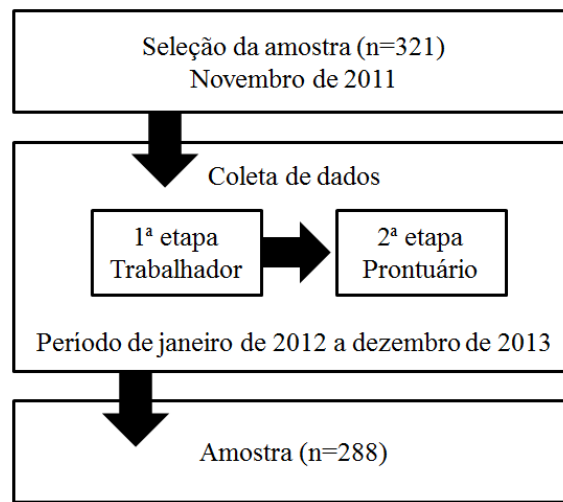 Seleção da amostra (n=321)
Novembro de 2011
Coleta de dados
1ª etapa
Trabalhador
2ª etapa
Prontuário
Período de janeiro de 2012 a dezembro de 2013
Amostra (n=288)